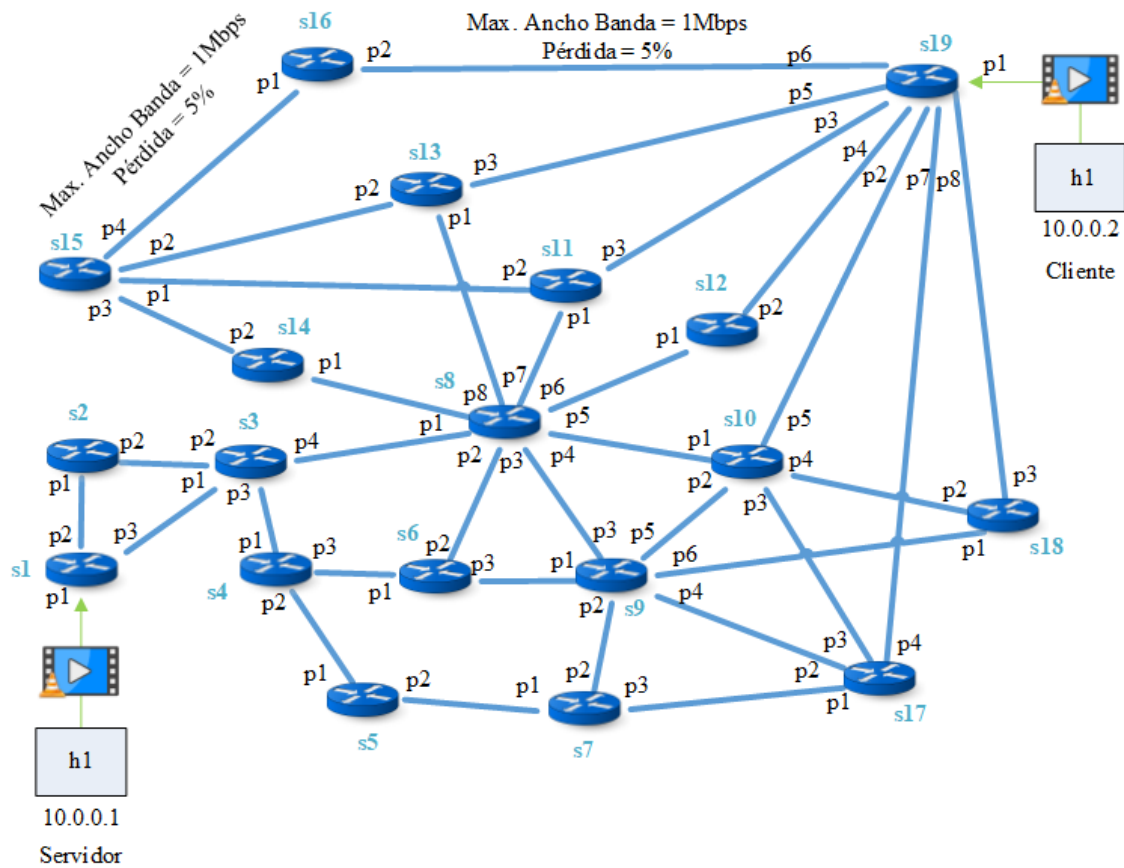 s16
p2
p1
Max. Ancho Banda = 1Mbps
Pérdida = 5%
p6
s19
p1
p5
p3
p4
p2
p7
p8
h1
10.0.0.2
Cliente
Max. Ancho Banda = 1Mbps
Pérdida = 5%
p4
s15
p2
p1
p3
s13
p2
p3
p1
s11
p2
p3
p1
s12
p2
p1
s14
p2
p1
s8
p8
p7
p6
p5
p1
p2
p3
p4
s2
p2
p1
s3
p2
p4
p1
p3
s10
p1
p5
p4
p2
p3
s18
p2
p3
p1
s1
p2
p3
p1
s4
p1
p3
p2
s6
p2
p3
p1
s9
p3
p5
p6
p1
p2
p4
s5
p1
p2
s7
p2
p1
p3
s17
p3
p4
p2
p1
h1
10.0.0.1
Servidor